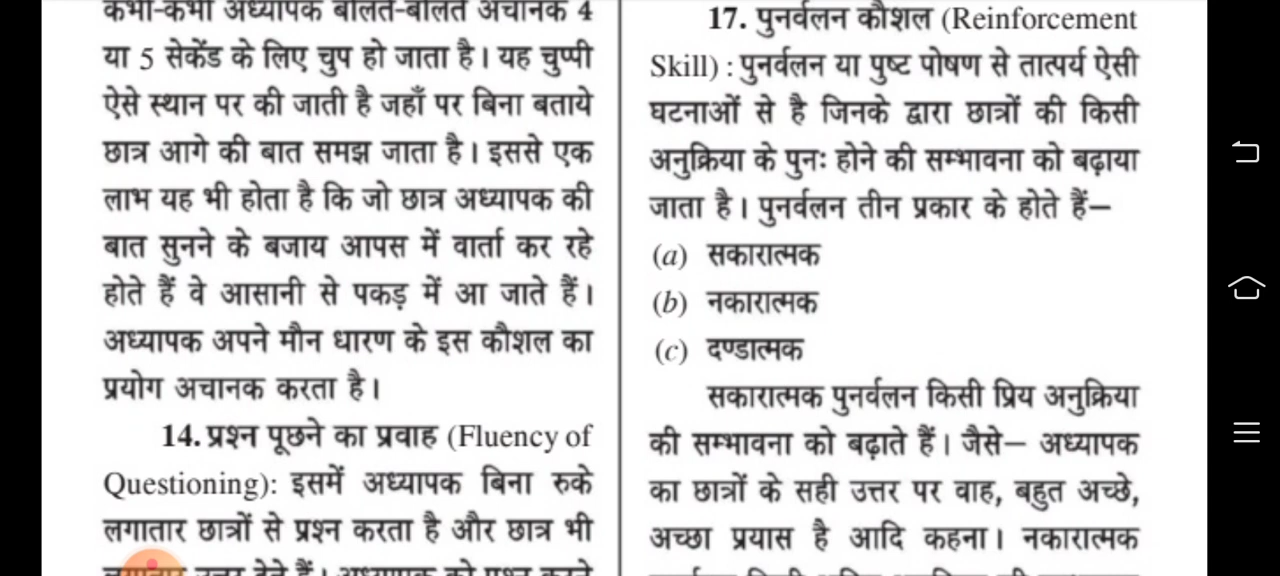 कभी-कभी अध्यापक बोलते-बोलते अचानक 4
या 5 सेकेंड के लिए चुप हो जाता है। यह चुप्पी
ऐसे स्थान पर की जाती है जहाँ पर बिना बताये
छात्र आगे की बात समझ जाता है। इससे एक
लाभ यह भी होता है कि जो छात्र अध्यापक की
बात सुनने के बजाय आपस में वार्ता कर रहे
होते हैं वे आसानी से पकड़ में आ जाते हैं।
अध्यापक अपने मौन धारण के इस कौशल का
प्रयोग अचानक करता है।
14. प्रश्न पूछने का प्रवाह (Fluency of
Questioning): इसमें अध्यापक बिना रुके
लगातार छात्रों से प्रश्न करता है और छात्र भी
17. पुनर्वलन कौशल (Reinforcement
Skill) : पुनर्वलन या पुष्ट पोषण से तात्पर्य ऐसी
घटनाओं से है जिनके द्वारा छात्रों की किसी
अनुक्रिया के पुनः होने की सम्भावना को बढ़ाया
जाता है। पुनर्वलन तीन प्रकार के होते हैं–
(a) सकारात्मक
(b) नकारात्मक
(c) दण्डात्मक
सकारात्मक पुनर्वलन किसी प्रिय अनुक्रिया
की सम्भावना को बढ़ाते हैं। जैसे– अध्यापक
का छात्रों के सही उत्तर पर वाह, बहुत अच्छे,
अच्छा प्रयास है आदि कहना। नकारात्मक